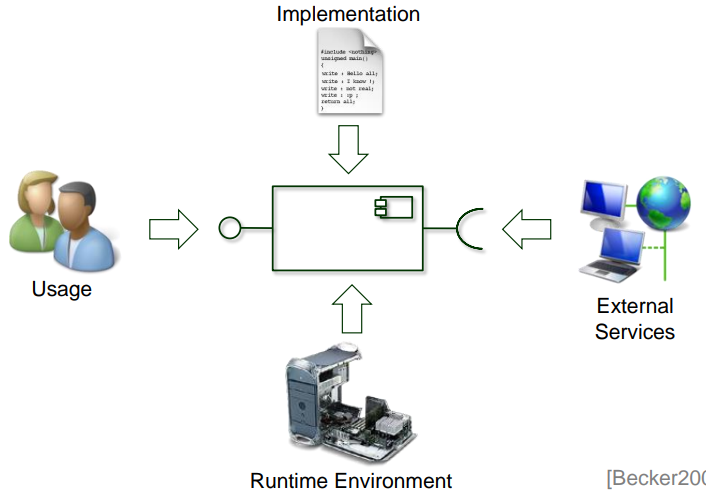 Implementation
#include <nothing>
unsigned main()
{
write : Hello all;
write : I know !;
write : not real;
write : :p ;
return all;
}
Usage
External
Services
Runtime Environment
[Becker200